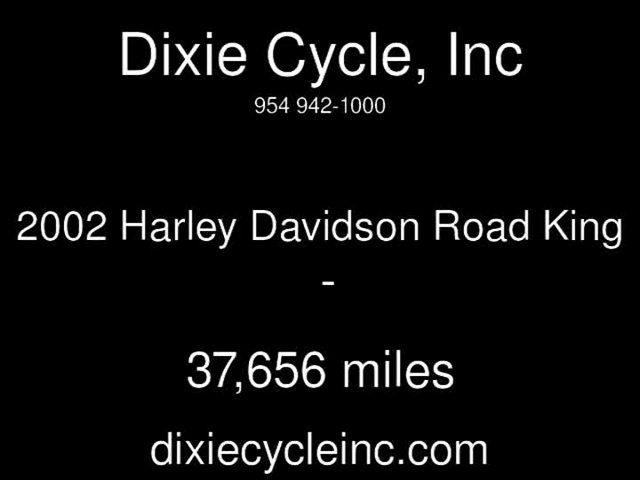 Dixie Cycle, Inc
954 942-1000
2002 Harley Davidson Road King
-
37,656 miles
dixiecycleinc.com